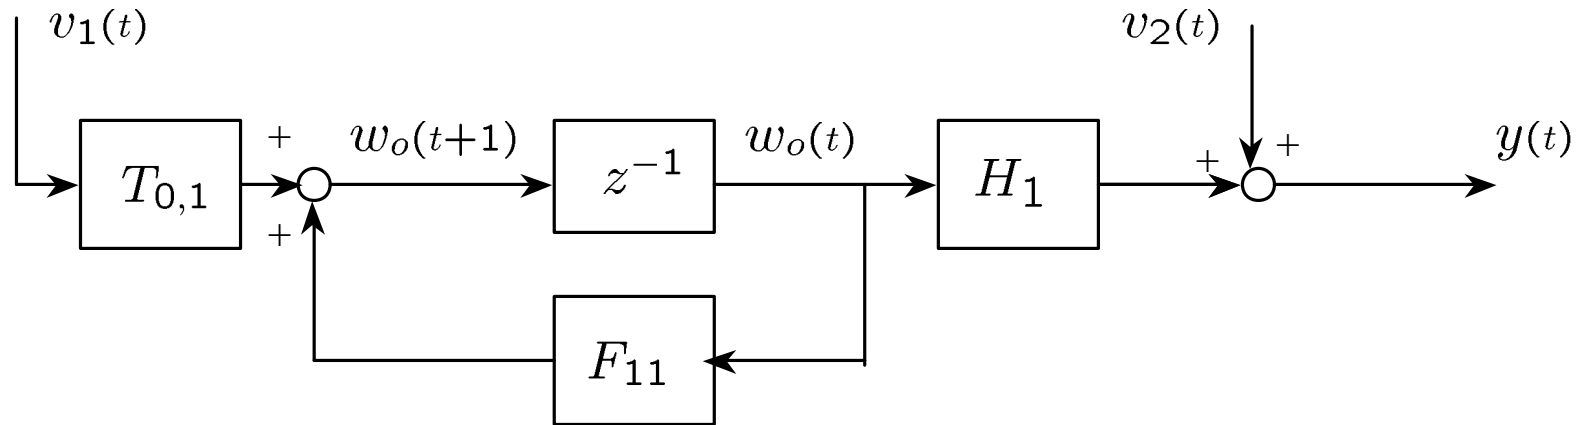 v₁(t)
v₂(t)
+
wₒ(t+1)
wₒ(t)
+
+
y(t)
T₀,₁
z⁻¹
H₁
+
F₁₁